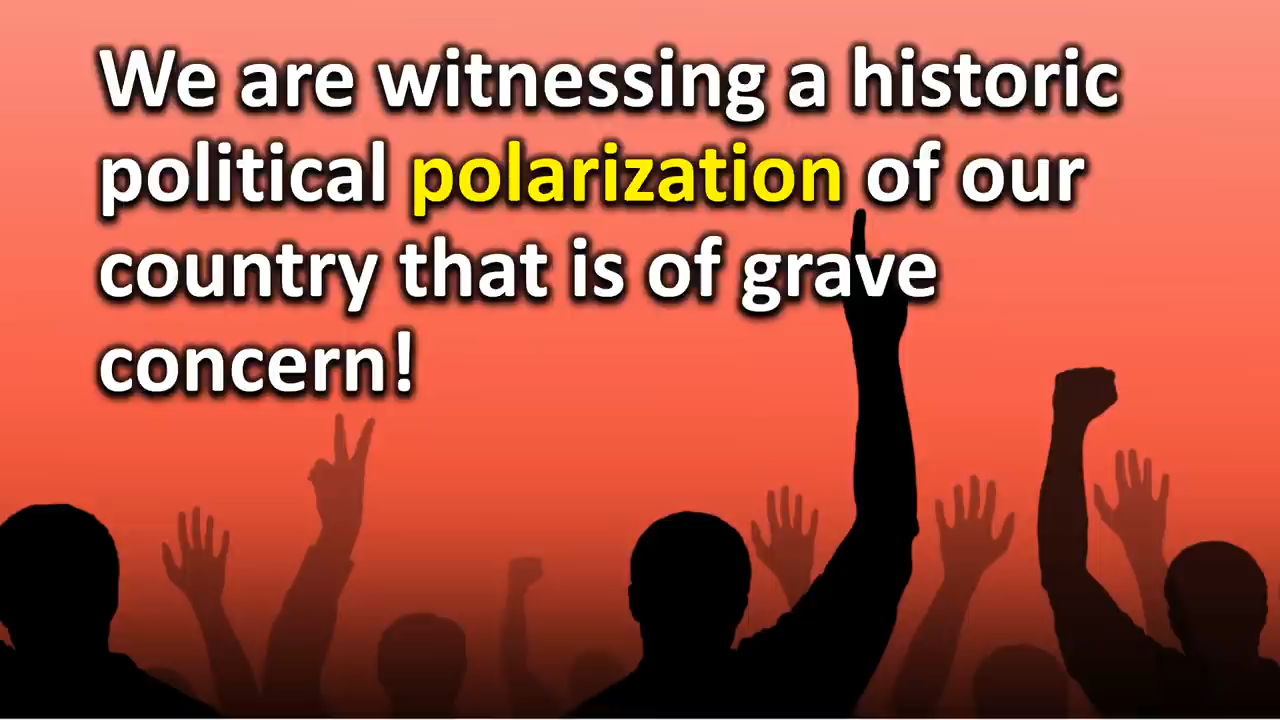 We are witnessing a historic
political polarization of our
country that is of grave
concern!